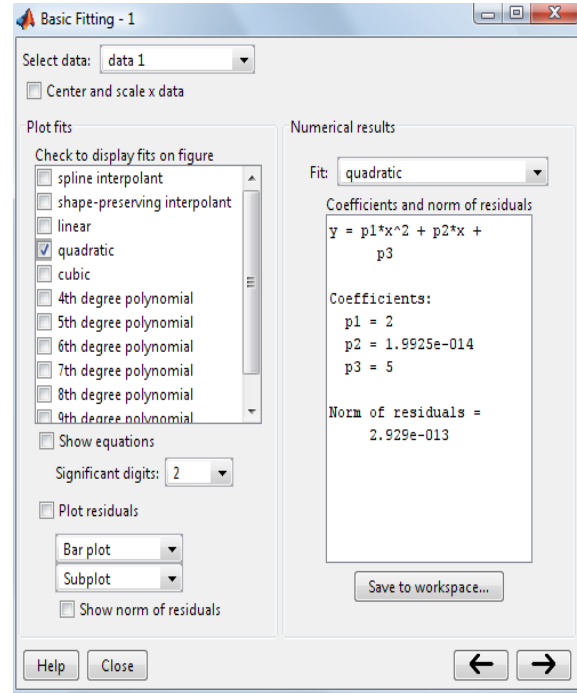 Basic Fitting - 1
Select data: data 1
Center and scale x data
Plot fits
Check to display fits on figure
spline interpolant
shape-preserving interpolant
linear
quadratic
cubic
4th degree polynomial
5th degree polynomial
6th degree polynomial
7th degree polynomial
8th degree polynomial
9th degree polynomial
Show equations
Significant digits: 2
Plot residuals
Bar plot
Subplot
Show norm of residuals
Numerical results
Fit: quadratic
Coefficients and norm of residuals
y = p1*x^2 + p2*x +
p3
Coefficients:
p1 = 2
p2 = 1.9925e-014
p3 = 5
Norm of residuals =
2.929e-013
Save to workspace...
Help Close